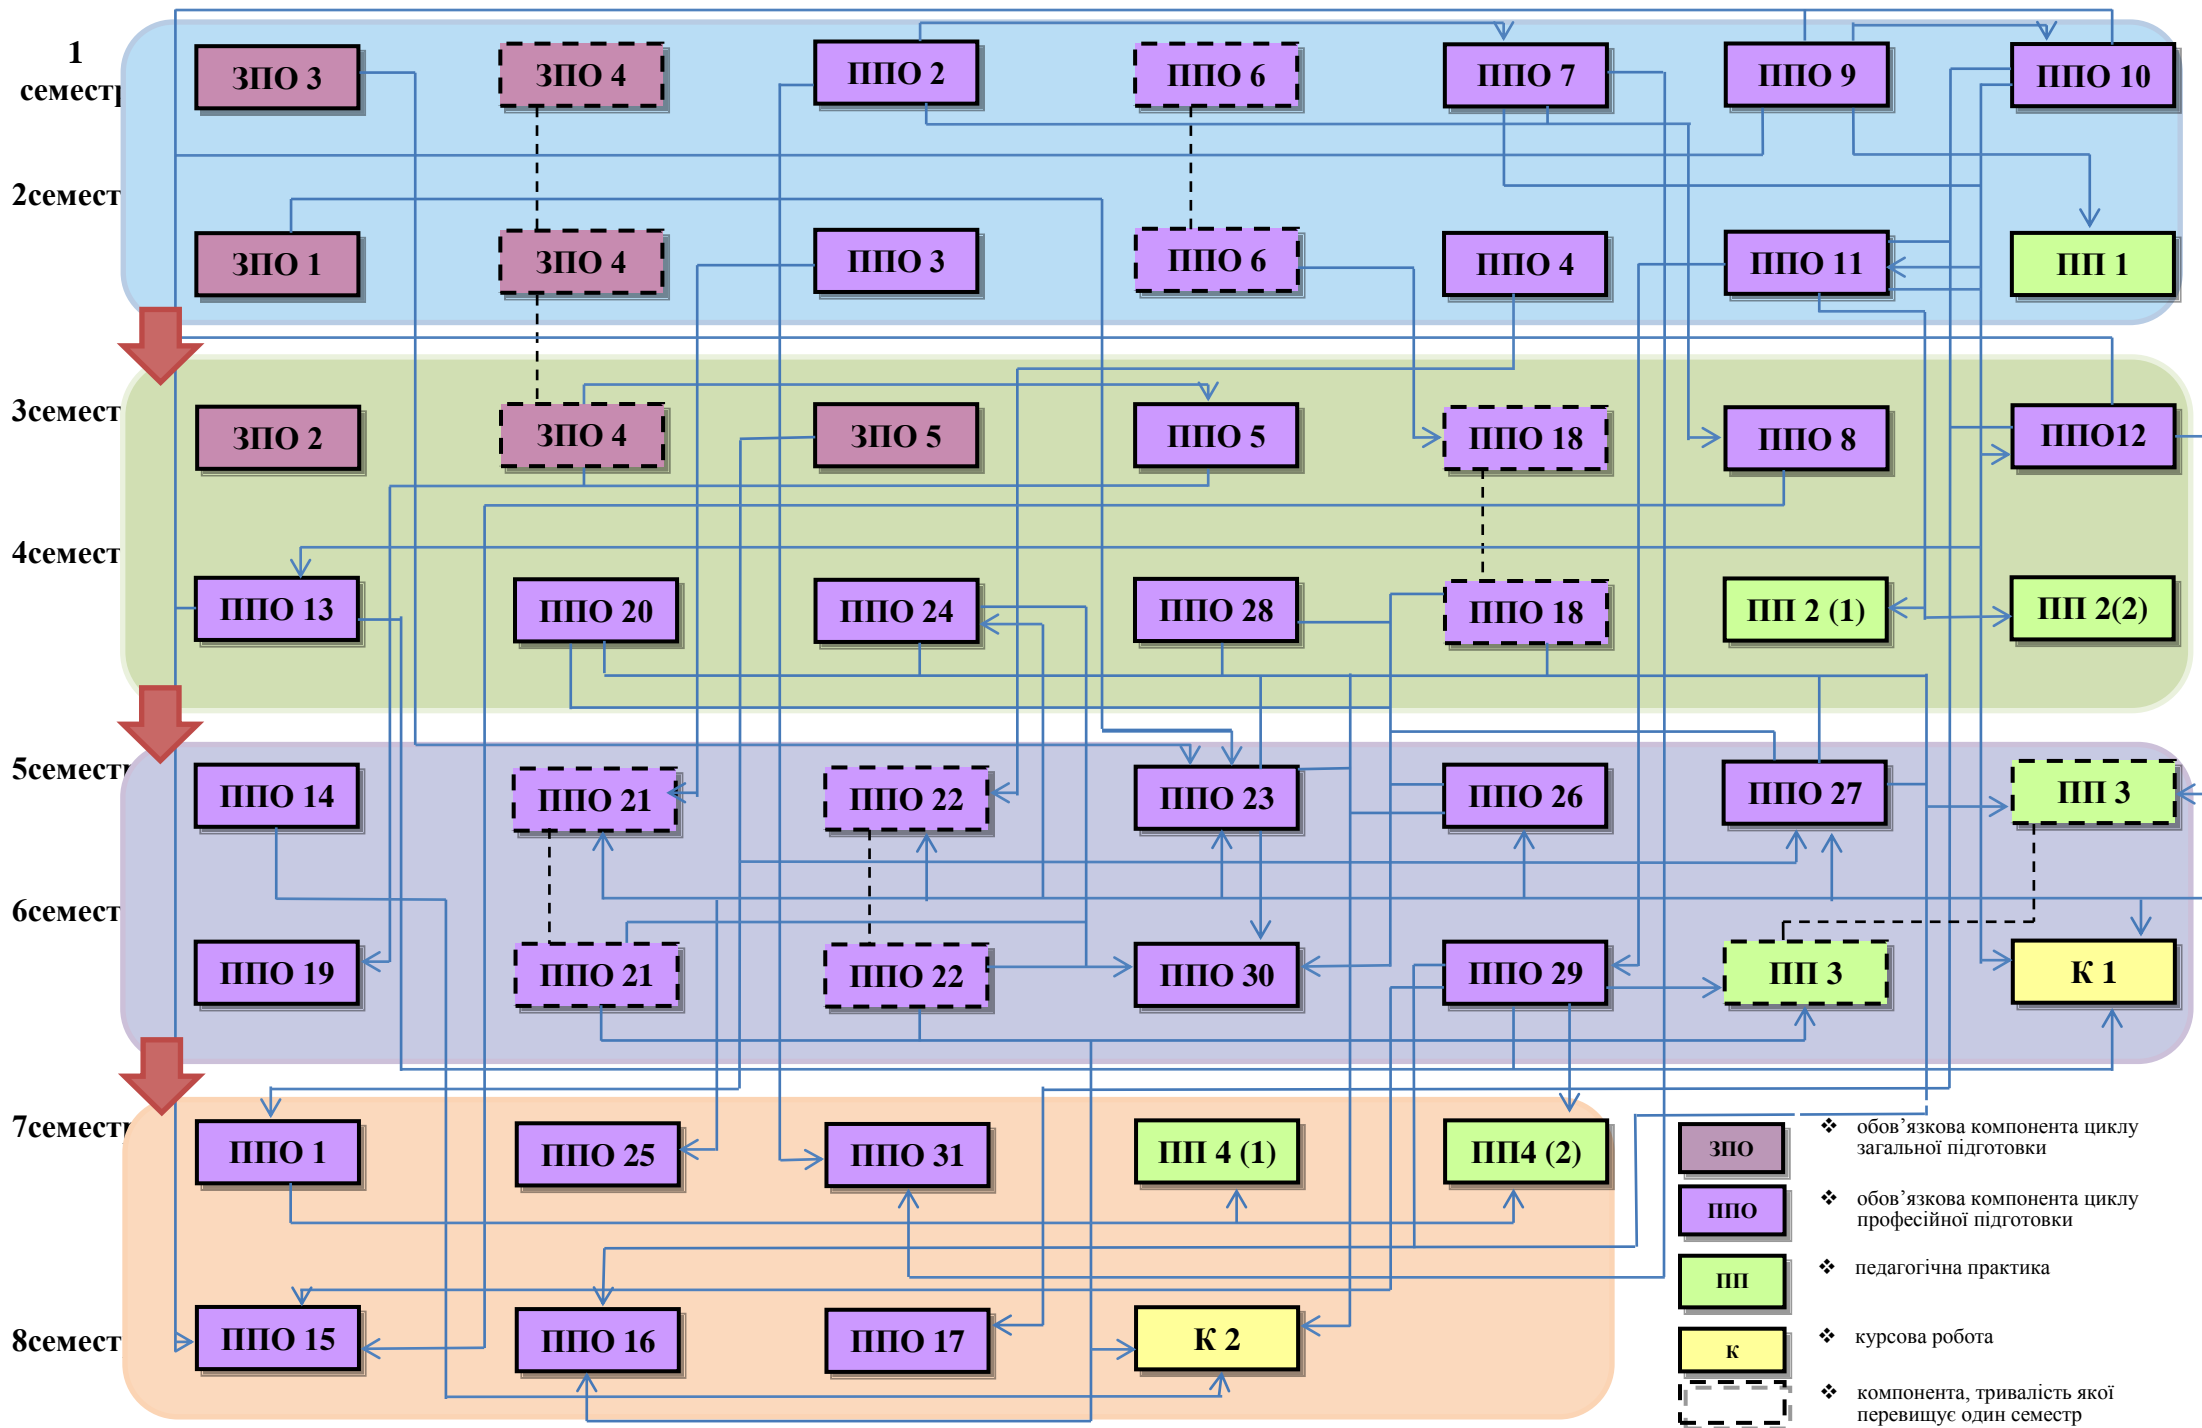 1
семестр
ЗПО 3
ЗПО 4
ППО 2
ППО 6
ППО 7
ППО 9
ППО 10
2семест
ЗПО 1
ЗПО 4
ППО 3
ППО 6
ППО 4
ППО 11
ПП 1
3семест
ЗПО 2
ЗПО 4
ЗПО 5
ППО 5
ППО 18
ППО 8
ППО12
4семест
ППО 13
ППО 20
ППО 24
ППО 28
ППО 18
ПП 2 (1)
ПП 2(2)
5семестр
ППО 14
ППО 21
ППО 22
ППО 23
ППО 26
ППО 27
ПП 3
6семест
ППО 19
ППО 21
ППО 22
ППО 30
ППО 29
ПП 3
К 1
7семестр
ППО 1
ППО 25
ППО 31
ПП 4 (1)
ПП4 (2)
8семест
ППО 15
ППО 16
ППО 17
К 2
ЗПО
❖ обов’язкова компонента циклу
загальної підготовки
ППО
❖ обов’язкова компонента циклу
професійної підготовки
ПП
❖ педагогічна практика
К
❖ курсова робота
❖ компонента, тривалість якої
перевищує один семестр